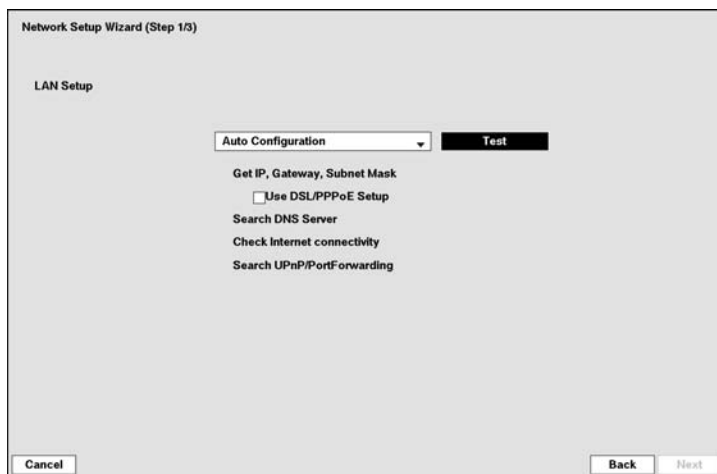 Network Setup Wizard (Step 1/3)
LAN Setup
Auto Configuration
Test
Get IP, Gateway, Subnet Mask
Use DSL/PPPoE Setup
Search DNS Server
Check Internet connectivity
Search UPnP/PortForwarding
Cancel
Back
Next